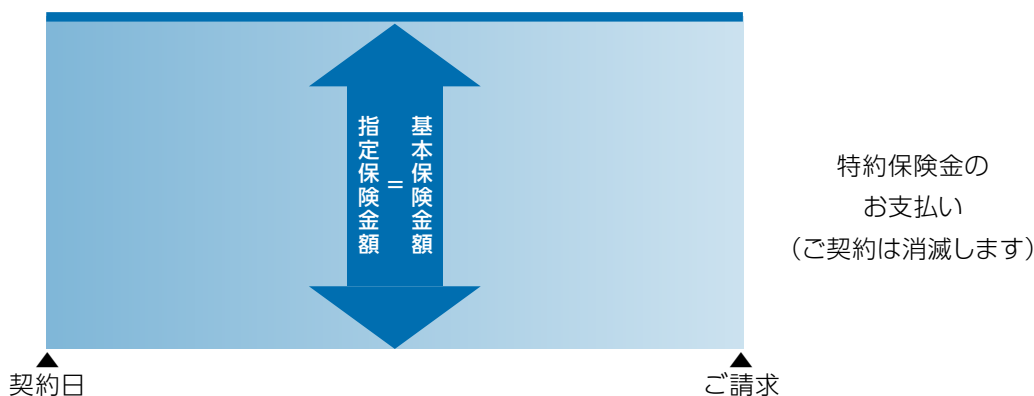 基本保険金額
=
指定保険金額
特約保険金の
お支払い
（ご契約は消滅します）
契約日
ご請求